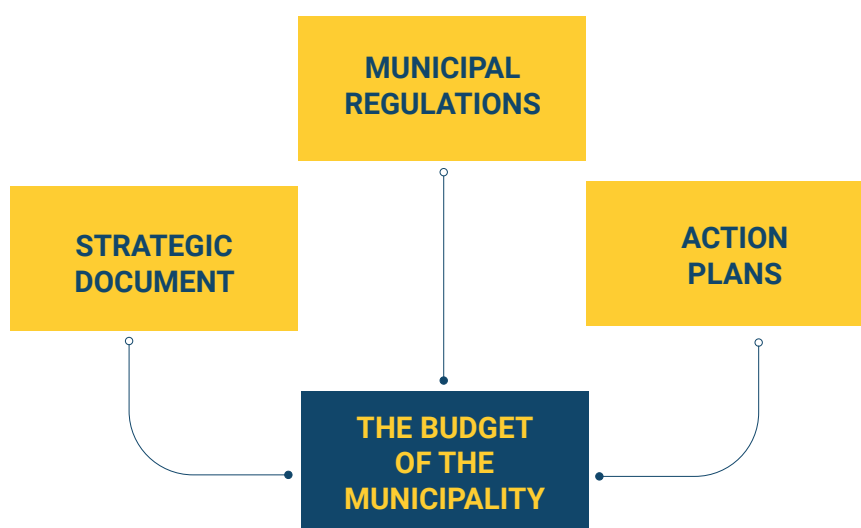 MUNICIPAL
REGULATIONS
STRATEGIC
DOCUMENT
ACTION
PLANS
THE BUDGET
OF THE
MUNICIPALITY